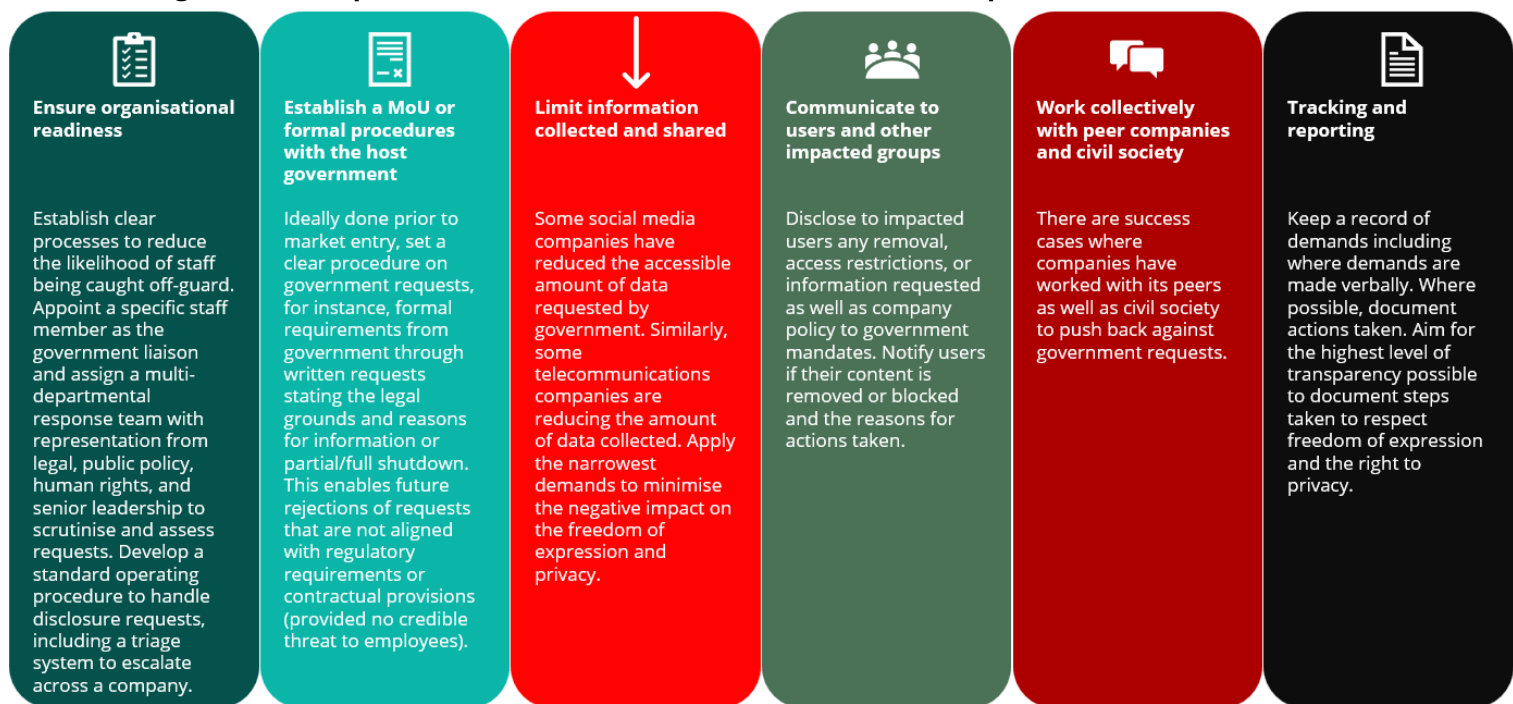 Ensure organisational
readiness
Establish clear
processes to reduce
the likelihood of staff
being caught off-guard.
Appoint a specific staff
member as the
government liaison
and assign a multi-
departmental
response team with
representation from
legal, public policy,
human rights, and
senior leadership to
scrutinise and assess
requests. Develop a
standard operating
procedure to handle
disclosure requests,
including a triage
system to escalate
across a company.
Establish a MoU or
formal procedures
with the host
government
Ideally done prior to
market entry, set a
clear procedure on
government requests,
for instance, formal
requirements from
government through
written requests
stating the legal
grounds and reasons
for information or
partial/full shutdown.
This enables future
rejections of requests
that are not aligned
with regulatory
requirements or
contractual provisions
(provided no credible
threat to employees).
Limit information
collected and shared
Some social media
companies have
reduced the accessible
amount of data
requested by
government. Similarly,
some
telecommunications
companies are
reducing the amount
of data collected. Apply
the narrowest
demands to minimise
the negative impact on
the freedom of
expression and
privacy.
Communicate to
users and other
impacted groups
Disclose to impacted
users any removal,
access restrictions, or
information requested
as well as company
policy to government
mandates. Notify users
if their content is
removed or blocked
and the reasons for
actions taken.
Work collectively
with peer companies
and civil society
There are success
cases where
companies have
worked with its peers
as well as civil society
to push back against
government requests.
Tracking and
reporting
Keep a record of
demands including
where demands are
made verbally. Where
possible, document
actions taken. Aim for
the highest level of
transparency possible
to document steps
taken to respect
freedom of expression
and the right to
privacy.